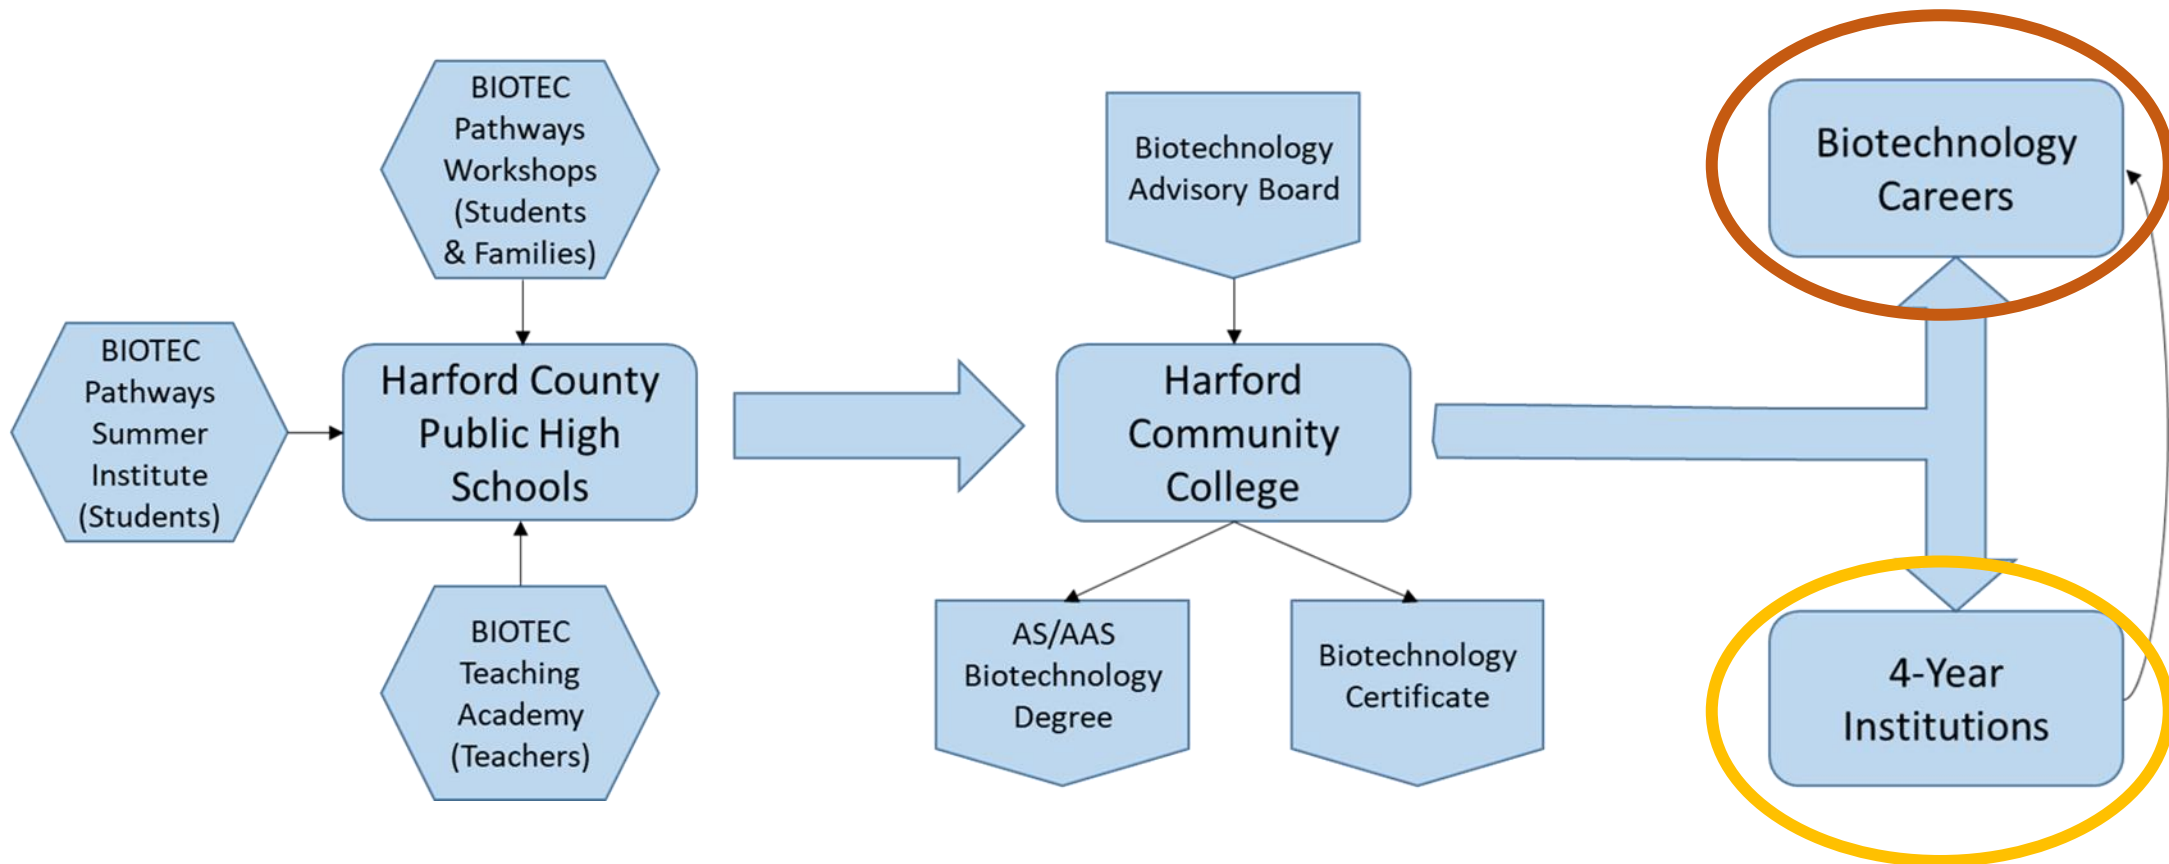 BIOTEC
Pathways
Workshops
(Students
& Families)
BIOTEC
Pathways
Summer
Institute
(Students)
Harford County
Public High
Schools
BIOTEC
Teaching
Academy
(Teachers)
Biotechnology
Advisory Board
Harford
Community
College
AS/AAS
Biotechnology
Degree
Biotechnology
Certificate
Biotechnology
Careers
4-Year
Institutions